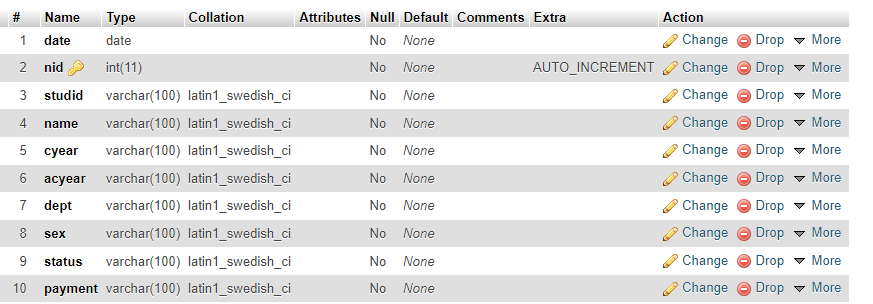 # Name Type Collation Attributes Null Default Comments Extra Action
1 date date No None Change Drop More
2 nid int(11) No None AUTO_INCREMENT Change Drop More
3 studid varchar(100) latin1_swedish_ci No None Change Drop More
4 name varchar(100) latin1_swedish_ci No None Change Drop More
5 cyear varchar(100) latin1_swedish_ci No None Change Drop More
6 acyear varchar(100) latin1_swedish_ci No None Change Drop More
7 dept varchar(100) latin1_swedish_ci No None Change Drop More
8 sex varchar(100) latin1_swedish_ci No None Change Drop More
9 status varchar(100) latin1_swedish_ci No None Change Drop More
10 payment varchar(100) latin1_swedish_ci No None Change Drop More